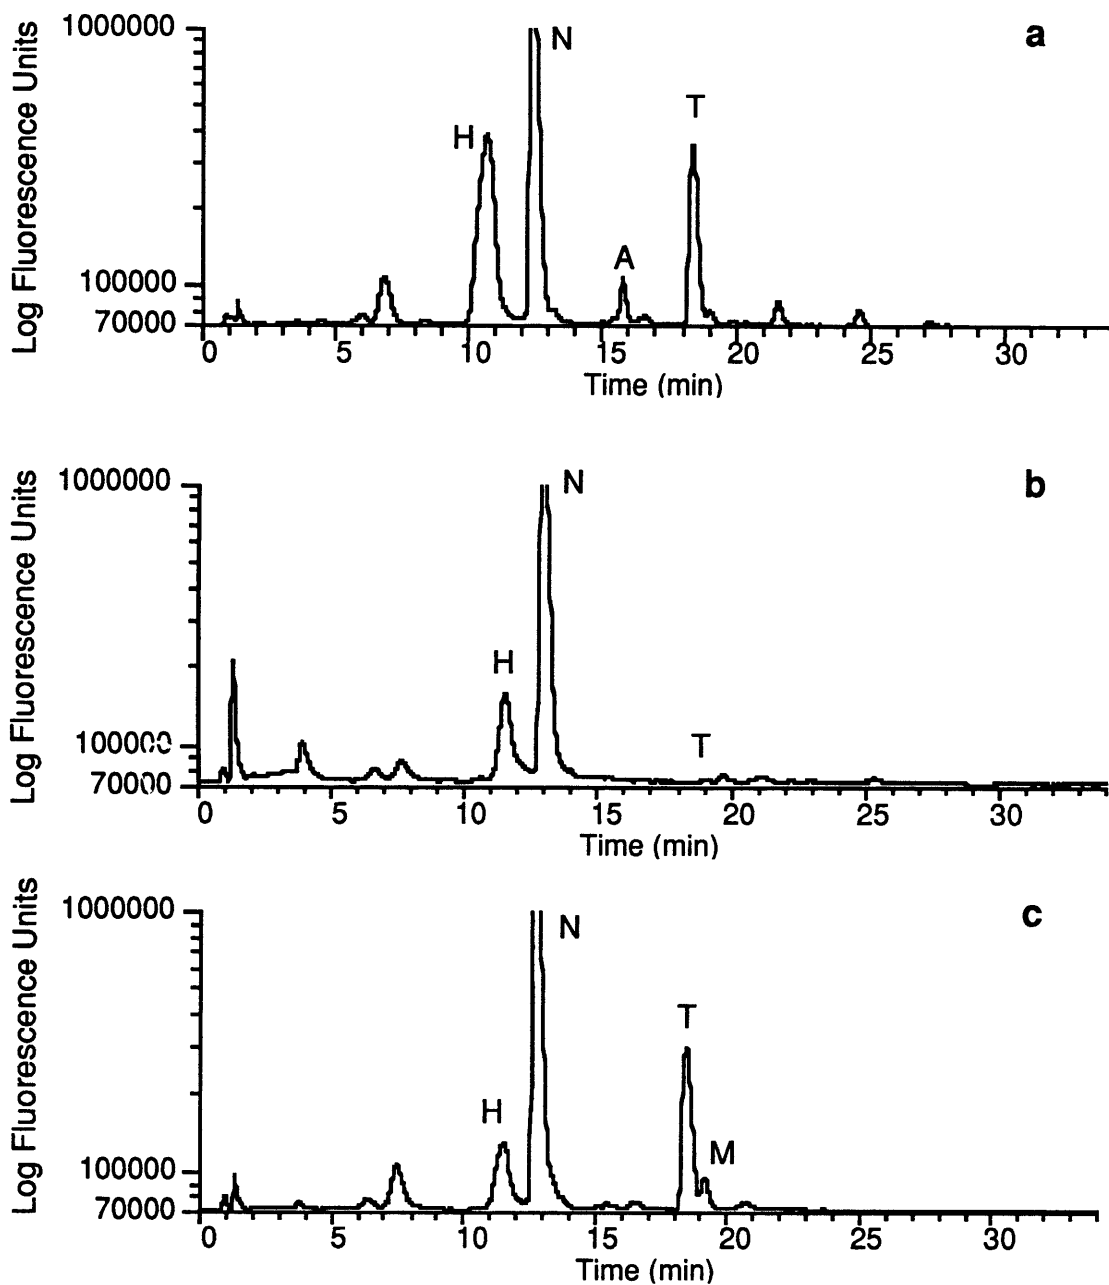 Log Fluorescence Units
1000000
100000
70000
a
H
N
A
T
0 5 10 15 20 25 30
Time (min)
Log Fluorescence Units
1000000
100000
70000
b
H
N
T
0 5 10 15 20 25 30
Time (min)
Log Fluorescence Units
1000000
100000
70000
c
H
N
T
M
0 5 10 15 20 25 30
Time (min)